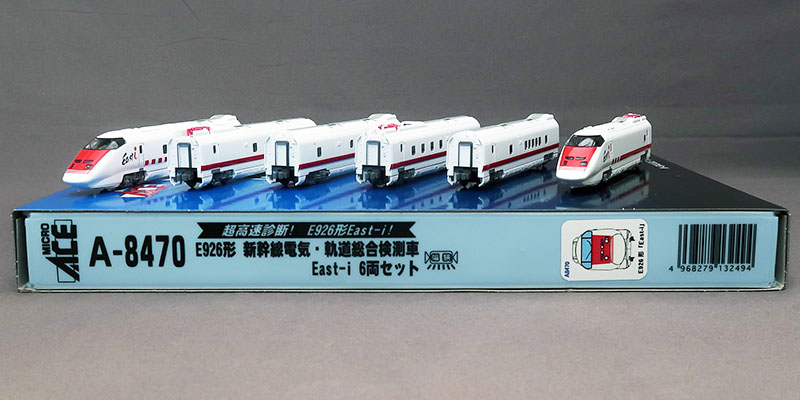 East i
MICRO
ACE
A-8470
超高速診断! E926形East-i!
E926形 新幹線電気・軌道総合検測車
East-i 6両セット
A8470
E926形「East-i」
4 968279 132494